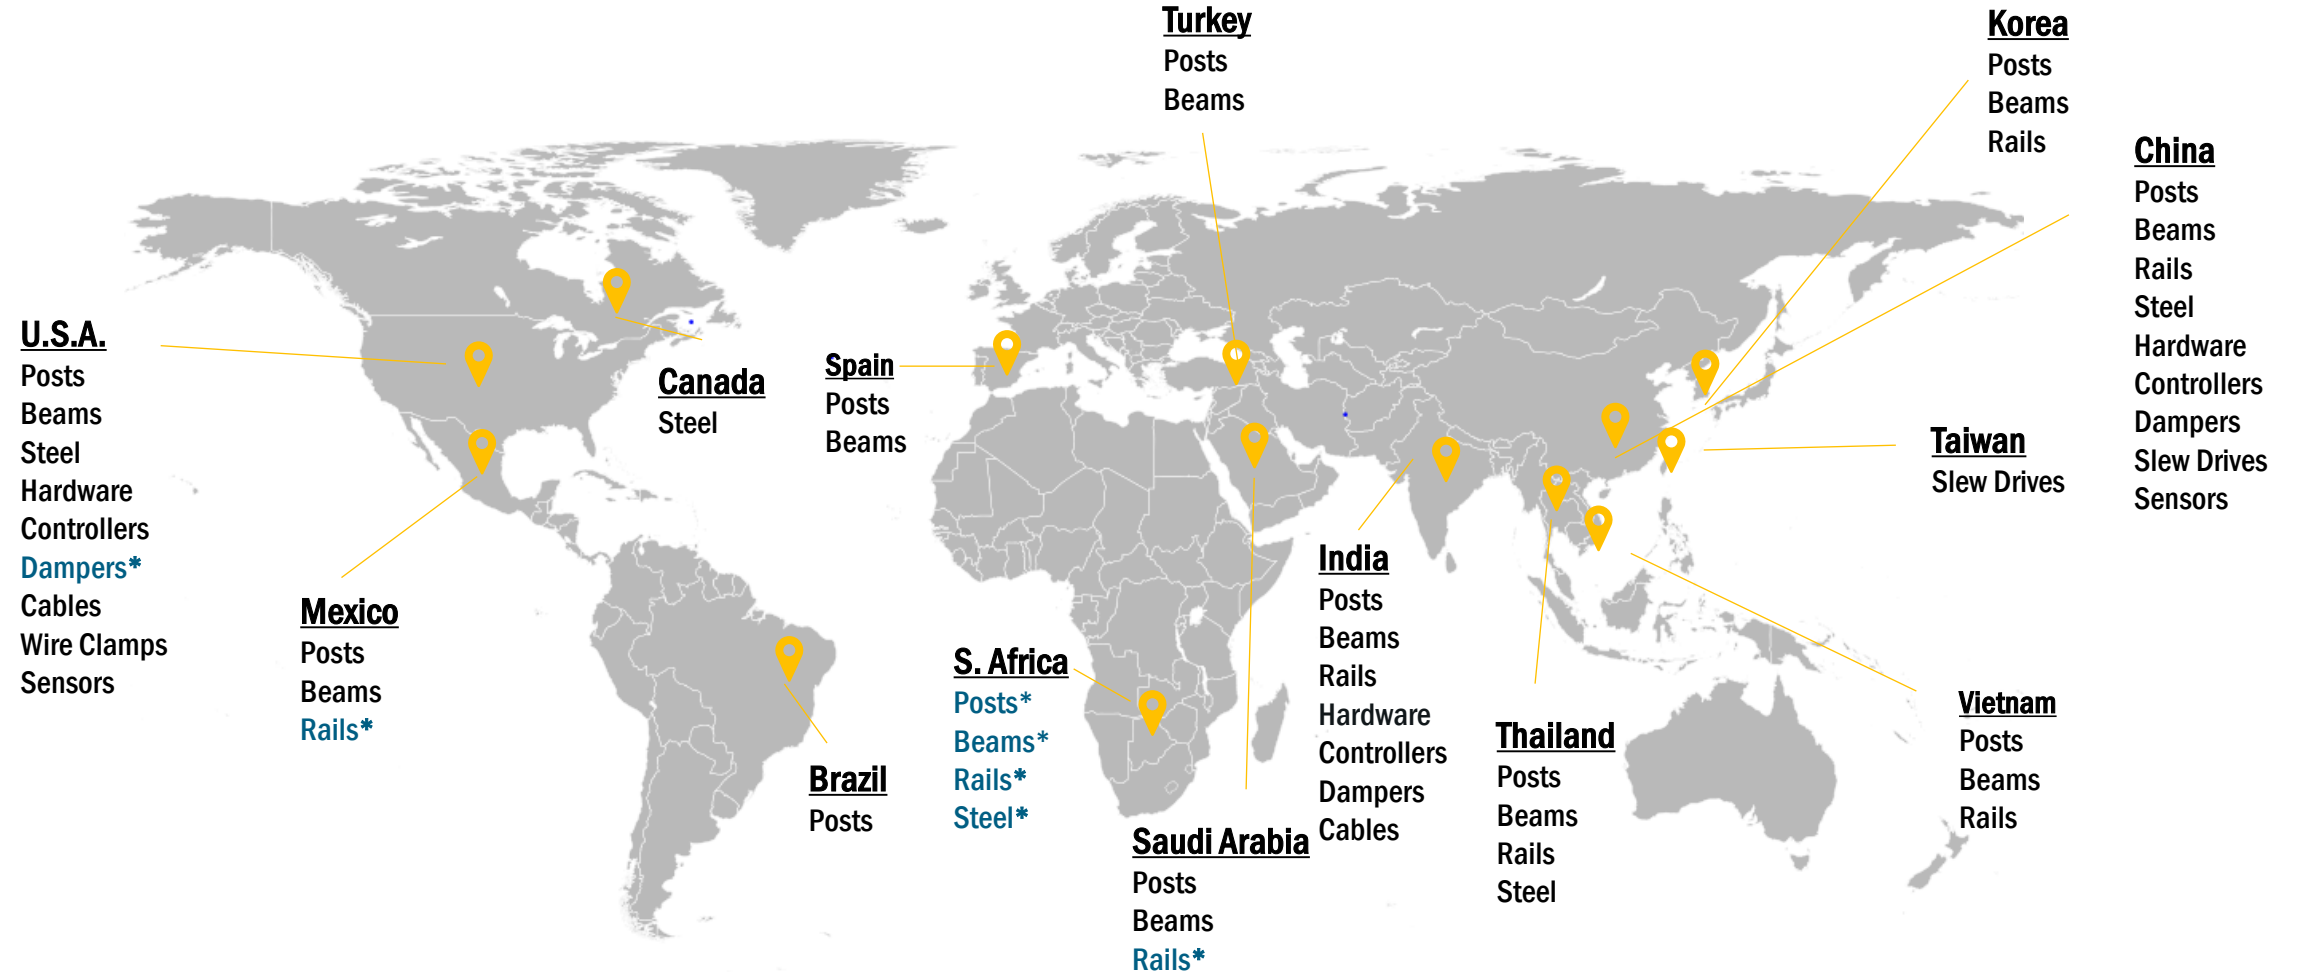 Turkey
Posts
Beams
Korea
Posts
Beams
Rails
China
Posts
Beams
Rails
Steel
Hardware
Controllers
Dampers
Slew Drives
Sensors
U.S.A.
Posts
Beams
Steel
Hardware
Controllers
Dampers*
Cables
Wire Clamps
Sensors
Canada
Steel
Spain
Posts
Beams
Taiwan
Slew Drives
Mexico
Posts
Beams
Rails*
Brazil
Posts
S. Africa
Posts*
Beams*
Rails*
Steel*
Saudi Arabia
Posts
Beams
Rails*
India
Posts
Beams
Rails
Hardware
Controllers
Dampers
Cables
Thailand
Posts
Beams
Rails
Steel
Vietnam
Posts
Beams
Rails